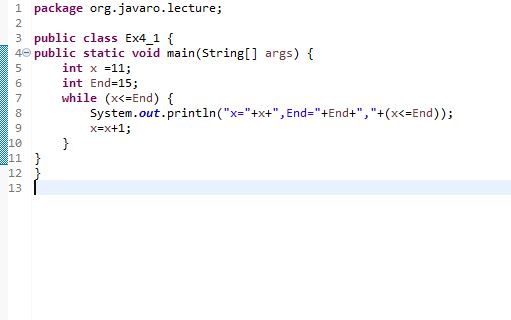 1 package org.javaro.lecture;
2
3 public class Ex4_1 {
4 public static void main(String[] args) {
5 int x =11;
6 int End=15;
7 while (x<=End) {
8 System.out.println("x="+x+",End="+End+","+(x<=End));
9 x=x+1;
10 }
11 }
12 }
13